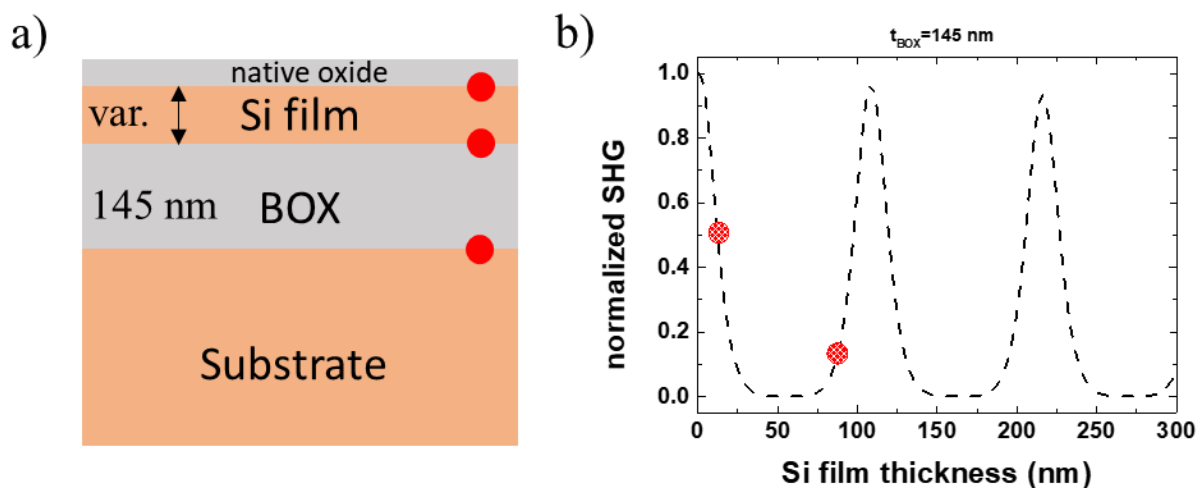 a)
native oxide
var.
Si film
145 nm
BOX
Substrate
b)
t_BOX=145 nm
normalized SHG
1.0
0.8
0.6
0.4
0.2
0.0
0
50
100
150
200
250
300
Si film thickness (nm)